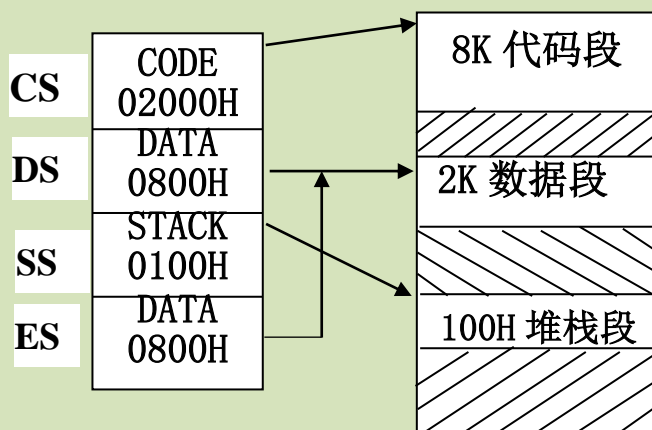 CS
CODE
02000H
DS
DATA
0800H
SS
STACK
0100H
ES
DATA
0800H
8K 代码段
2K 数据段
100H 堆栈段